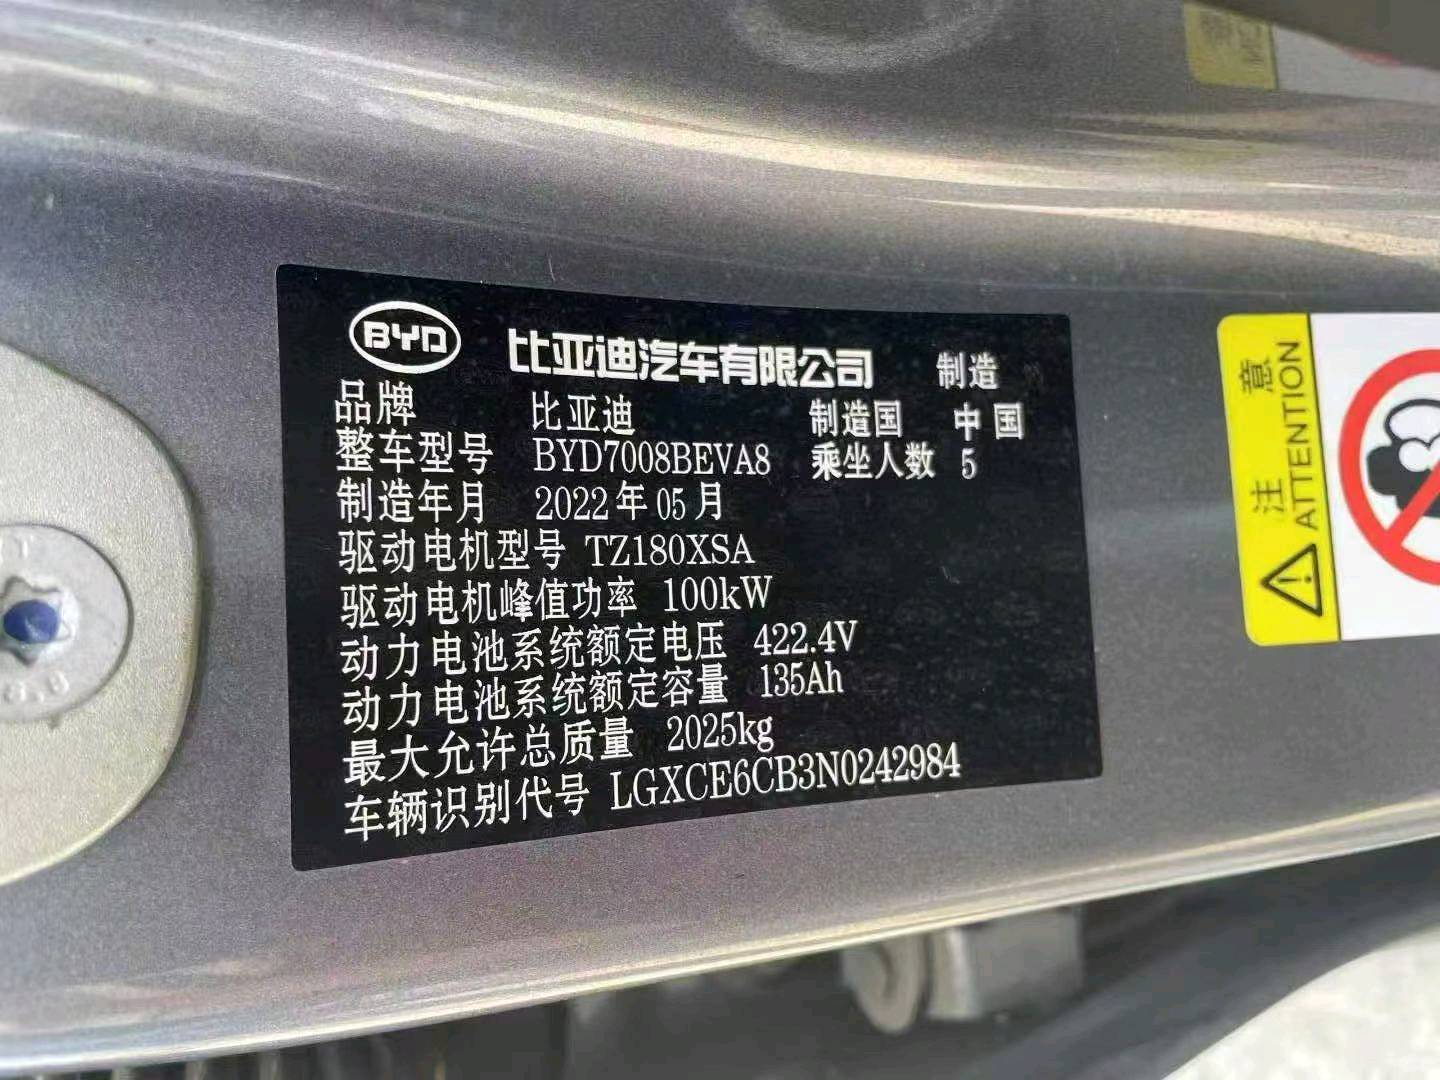 BYD 比亚迪汽车有限公司 制造
品牌 比亚迪 制造国 中国
整车型号 BYD7008BEVA8 乘坐人数 5
制造年月 2022年05月
驱动电机型号 TZ180XSA
驱动电机峰值功率 100kW
动力电池系统额定电压 422.4V
动力电池系统额定容量 135Ah
最大允许总质量 2025kg
车辆识别代号 LGXCE6CB3N0242984
注意
ATTENTION